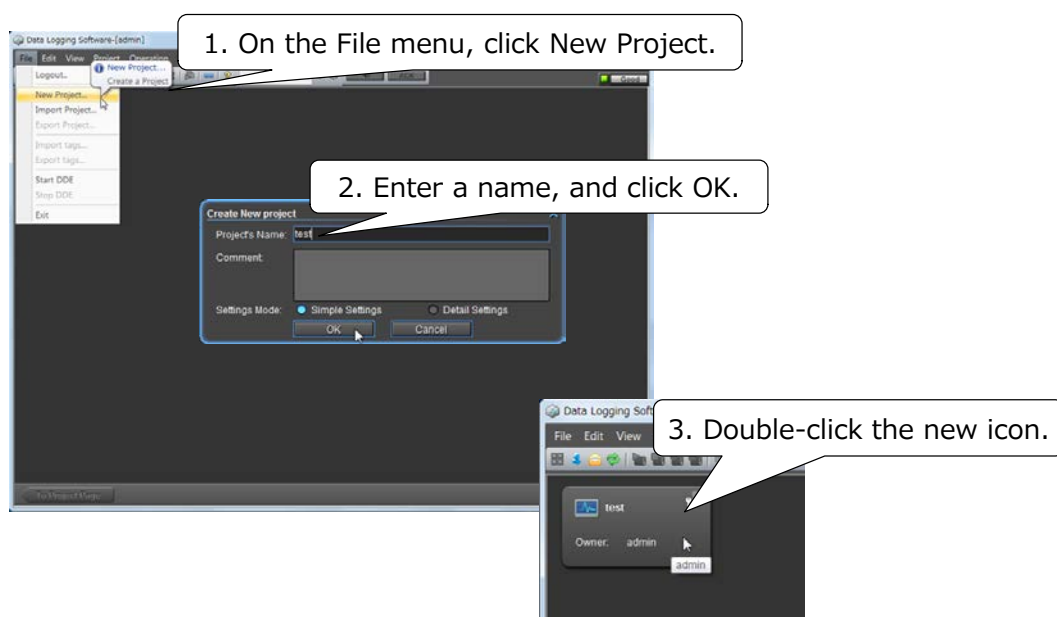 1. On the File menu, click New Project.
Data Logging Software-[admin]
File Edit View Project Operation
New Project...
Create a Project
Good
Logout..
New Project...
Import Project...
Export Project...
Import tags...
Export tags...
Start DDE
Stop DDE
Exit
2. Enter a name, and click OK.
Create New project
Project's Name: test
Comment:
Settings Mode: Simple Settings Detail Settings
OK Cancel
To Project Page
Data Logging Soft
3. Double-click the new icon.
File Edit View
test
Owner: admin
admin